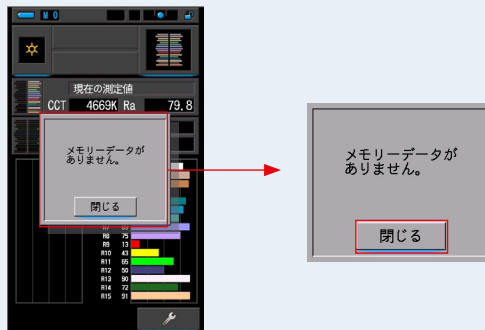 M 0
現在の測定値
CCT 4669K Ra 79.8
メモリーデータが
ありません。
閉じる
R8 75
R9 13
R10 43
R11 65
R12 50
R13 90
R14 72
R15 91
メモリーデータが
ありません。
閉じる